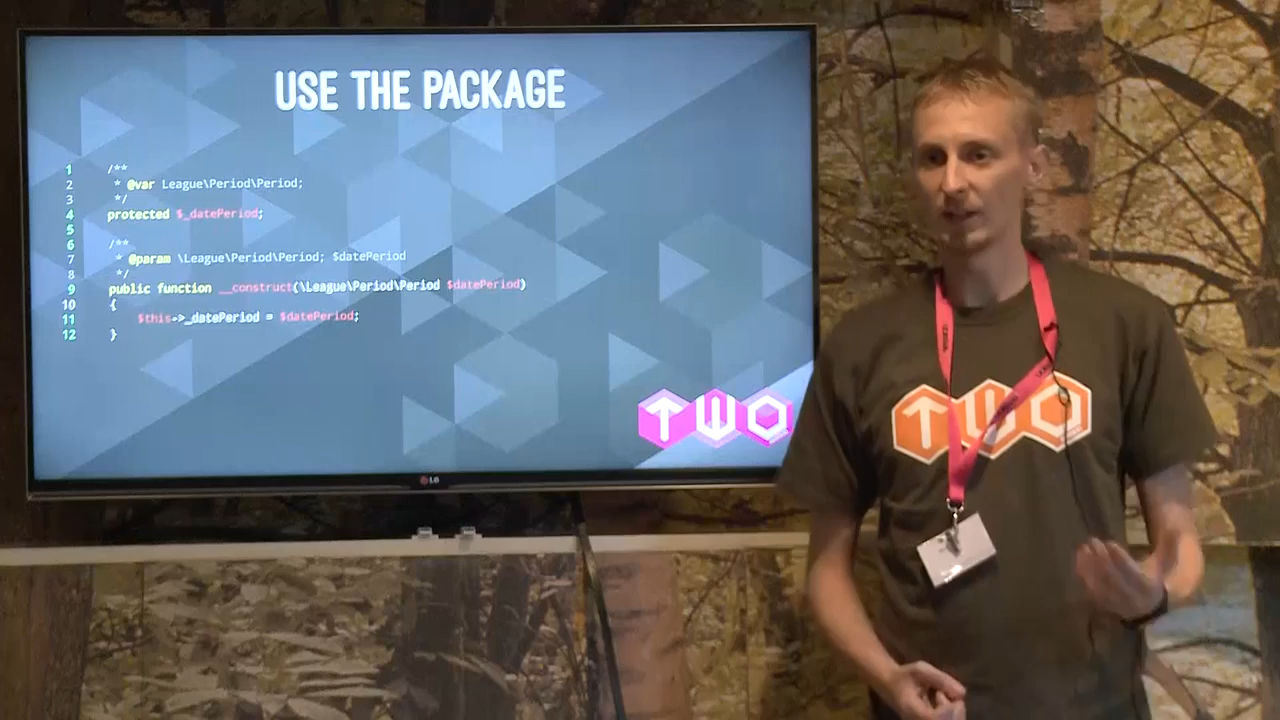 USE THE PACKAGE
1 /**
2 * @var League\Period\Period;
3 */
4 protected $_datePeriod;
5
6 /**
7 * @param \League\Period\Period; $datePeriod
8 */
9 public function __construct(\League\Period\Period $datePeriod)
10 {
11 $this->_datePeriod = $datePeriod;
12 }
TWO
LG
TWO